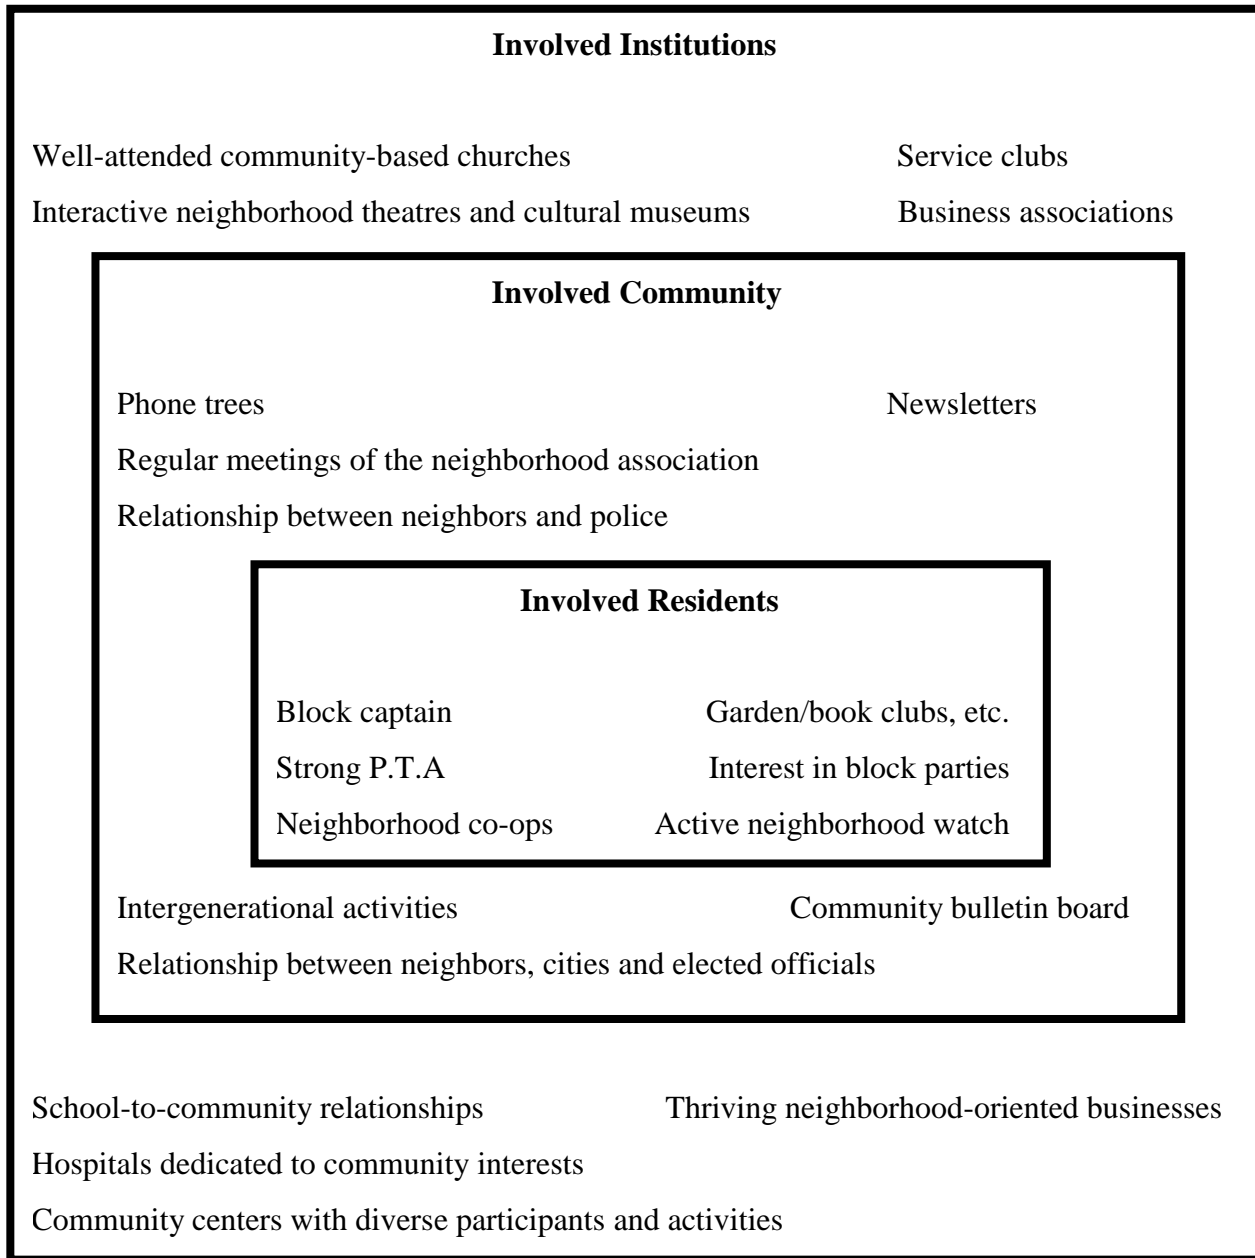 Involved Institutions
Well-attended community-based churches Service clubs
Interactive neighborhood theatres and cultural museums Business associations
Involved Community
Phone trees Newsletters
Regular meetings of the neighborhood association
Relationship between neighbors and police
Involved Residents
Block captain Garden/book clubs, etc.
Strong P.T.A Interest in block parties
Neighborhood co-ops Active neighborhood watch
Intergenerational activities Community bulletin board
Relationship between neighbors, cities and elected officials
School-to-community relationships Thriving neighborhood-oriented businesses
Hospitals dedicated to community interests
Community centers with diverse participants and activities